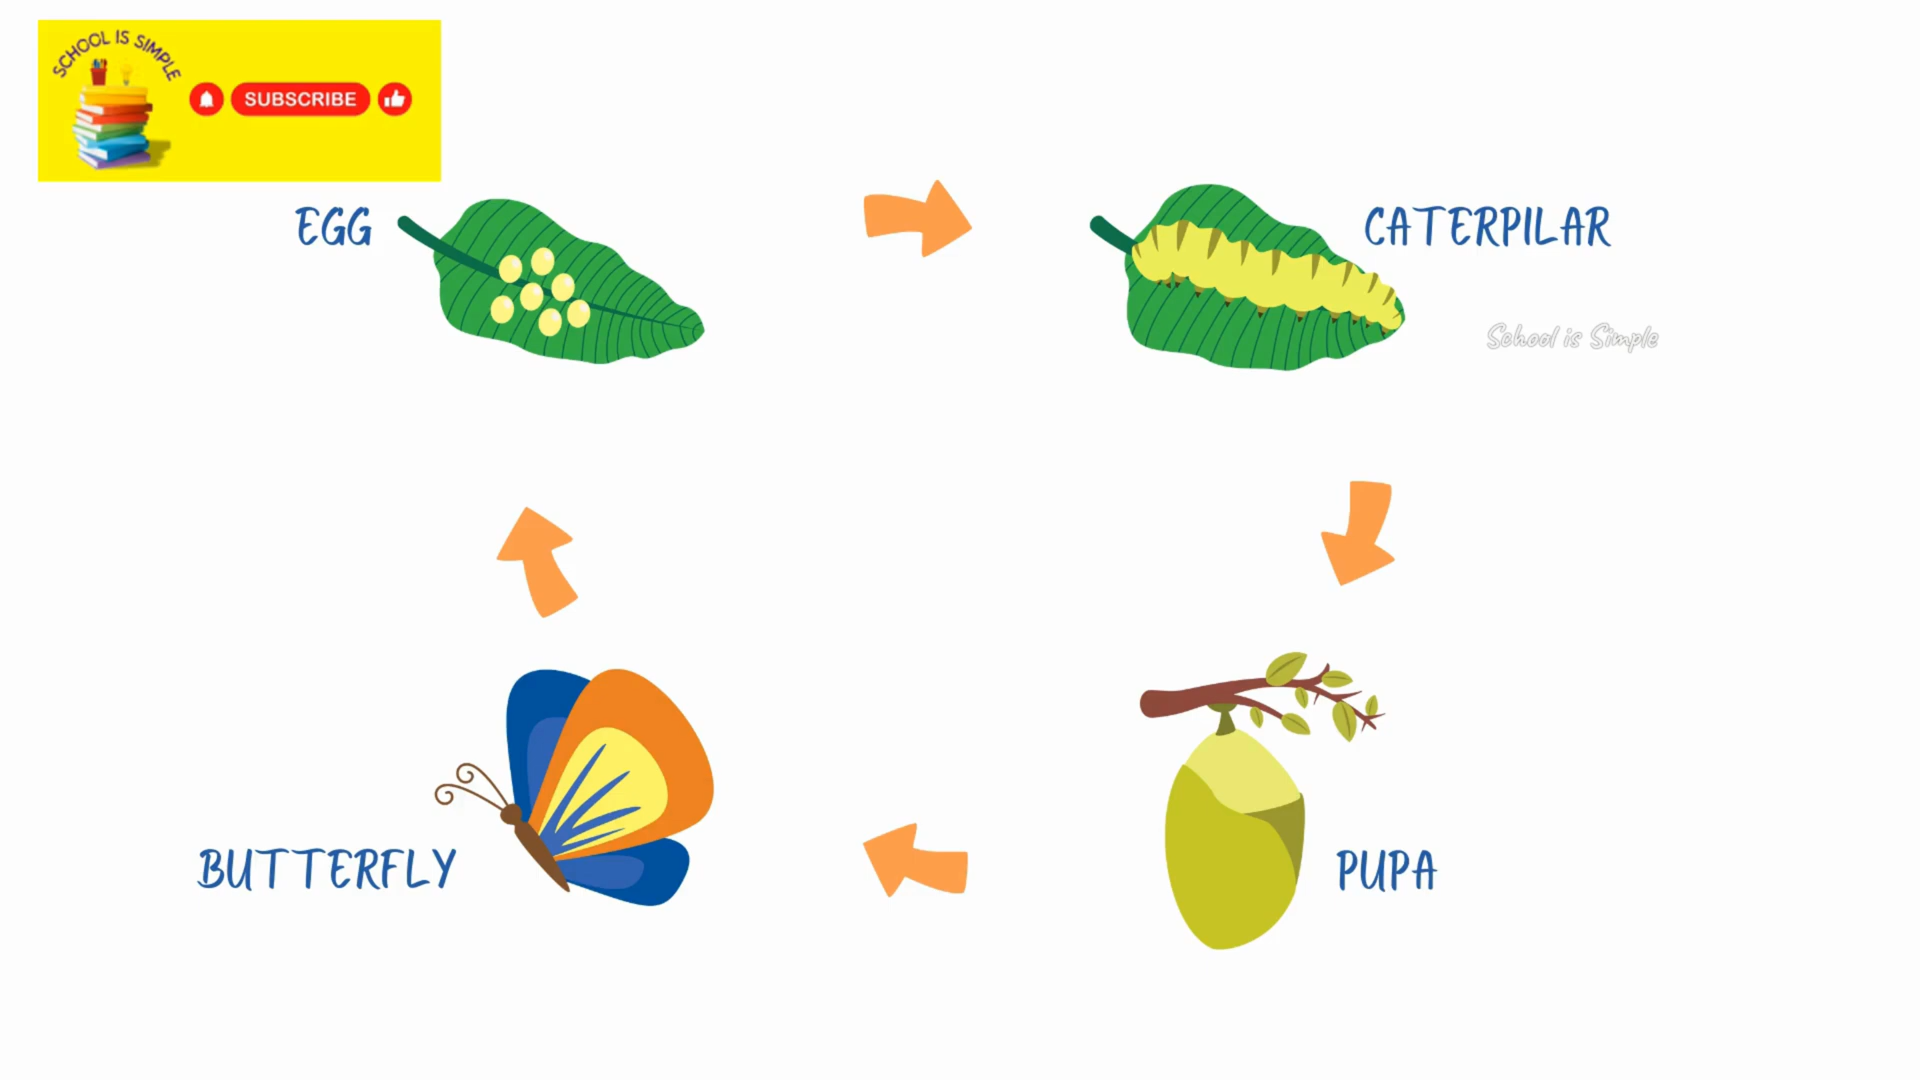 SCHOOL IS SIMPLE
SUBSCRIBE
EGG
CATERPILAR
School is Simple
BUTTERFLY
PUPA